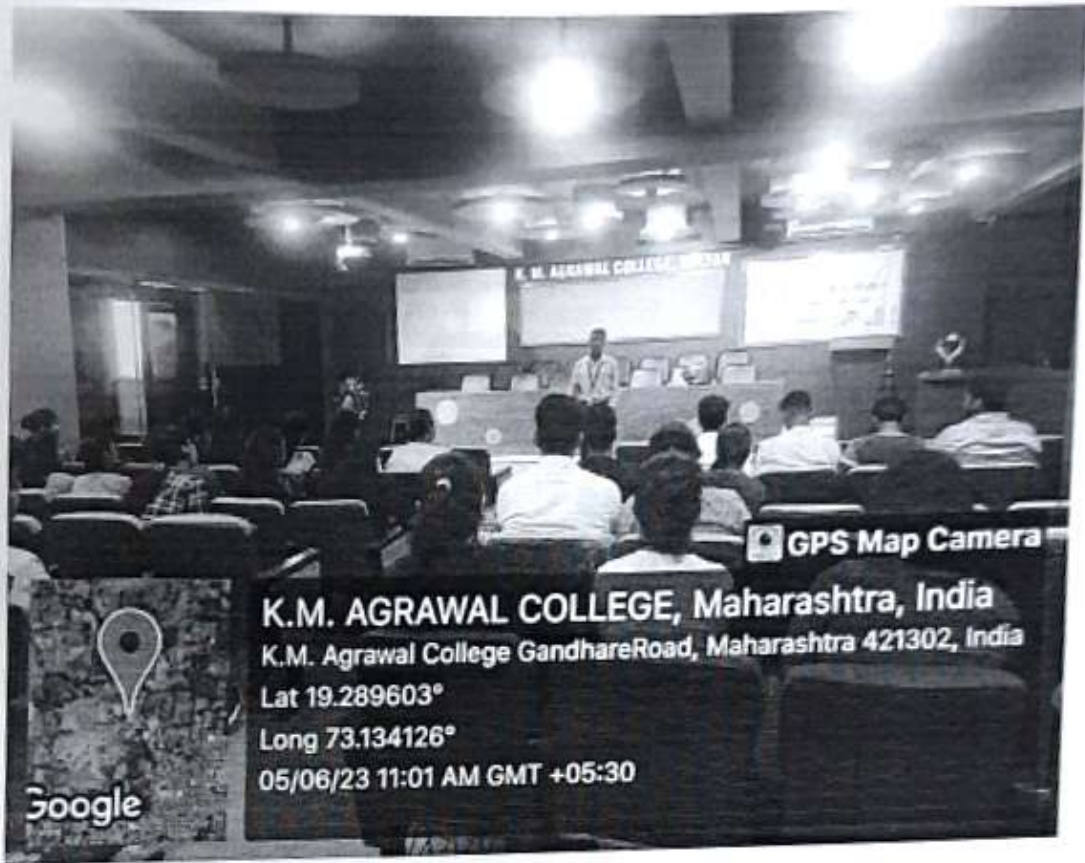 K. M. AGRAWAL COLLEGE, KALYAN
GPS Map Camera
K.M. AGRAWAL COLLEGE, Maharashtra, India
K.M. Agrawal College GandhareRoad, Maharashtra 421302, India
Lat 19.289603°
Long 73.134126°
05/06/23 11:01 AM GMT +05:30
Google